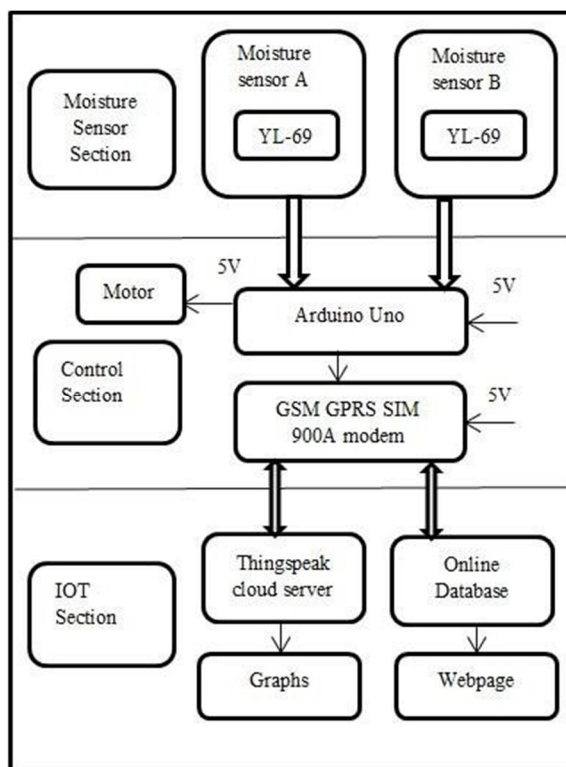 Moisture
Sensor
Section
Moisture
sensor A
YL-69
Moisture
sensor B
YL-69
Motor
5V
Arduino Uno
5V
Control
Section
GSM GPRS SIM
900A modem
5V
IOT
Section
Thingspeak
cloud server
Online
Database
Graphs
Webpage